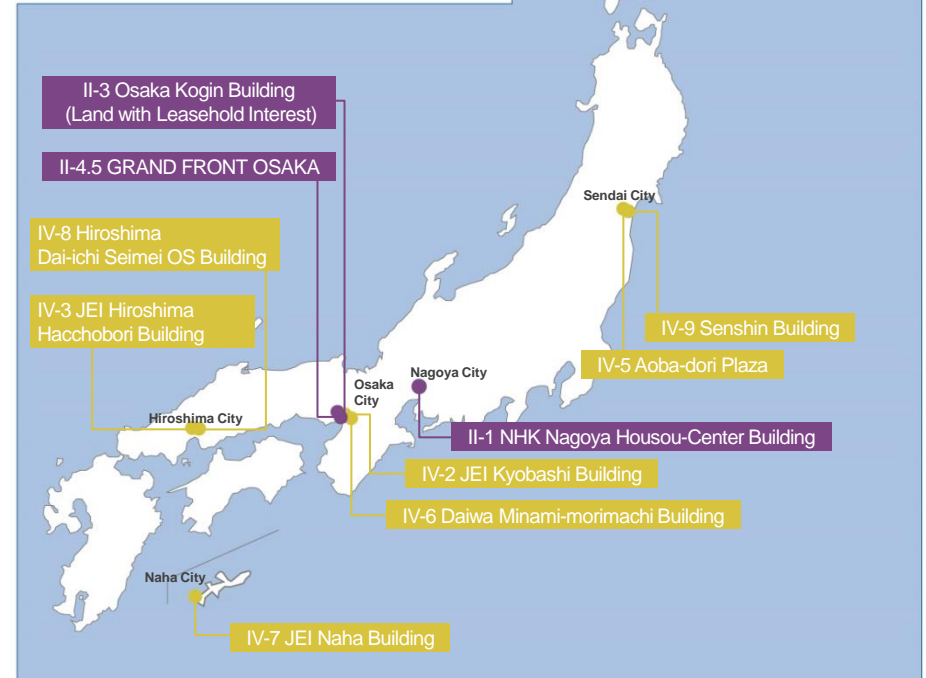 II-3 Osaka Kogin Building
(Land with Leasehold Interest)
II-4.5 GRAND FRONT OSAKA
Sendai City
IV-8 Hiroshima
Dai-ichi Seimei OS Building
IV-3 JEI Hiroshima
Hacchobori Building
IV-9 Senshin Building
IV-5 Aoba-dori Plaza
Nagoya City
Osaka
City
Hiroshima City
II-1 NHK Nagoya Housou-Center Building
IV-2 JEI Kyobashi Building
IV-6 Daiwa Minami-morimachi Building
Naha City
IV-7 JEI Naha Building